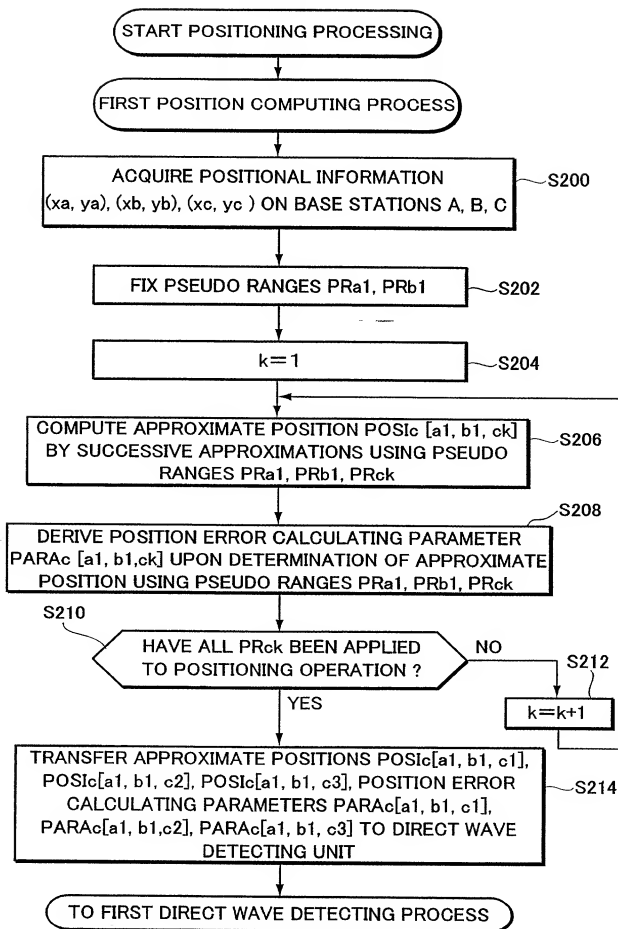 START POSITIONING PROCESSING
FIRST POSITION COMPUTING PROCESS
ACQUIRE POSITIONAL INFORMATION
(xa, ya), (xb, yb), (xc, yc ) ON BASE STATIONS A, B, C
S200
FIX PSEUDO RANGES PRa1, PRb1
S202
k=1
S204
COMPUTE APPROXIMATE POSITION POSIc [a1, b1, ck]
BY SUCCESSIVE APPROXIMATIONS USING PSEUDO
RANGES PRa1, PRb1, PRck
S206
S208
DERIVE POSITION ERROR CALCULATING PARAMETER
PARAc [a1, b1,ck] UPON DETERMINATION OF APPROXIMATE
POSITION USING PSEUDO RANGES PRa1, PRb1, PRck
S210
HAVE ALL PRck BEEN APPLIED
TO POSITIONING OPERATION ?
NO
S212
k=k+1
YES
TRANSFER APPROXIMATE POSITIONS POSIc[a1, b1, c1],
POSIc[a1, b1, c2], POSIc[a1, b1, c3], POSITION ERROR
CALCULATING PARAMETERS PARAc[a1, b1, c1],
PARAc[a1, b1,c2], PARAc[a1, b1, c3] TO DIRECT WAVE
DETECTING UNIT
S214
TO FIRST DIRECT WAVE DETECTING PROCESS